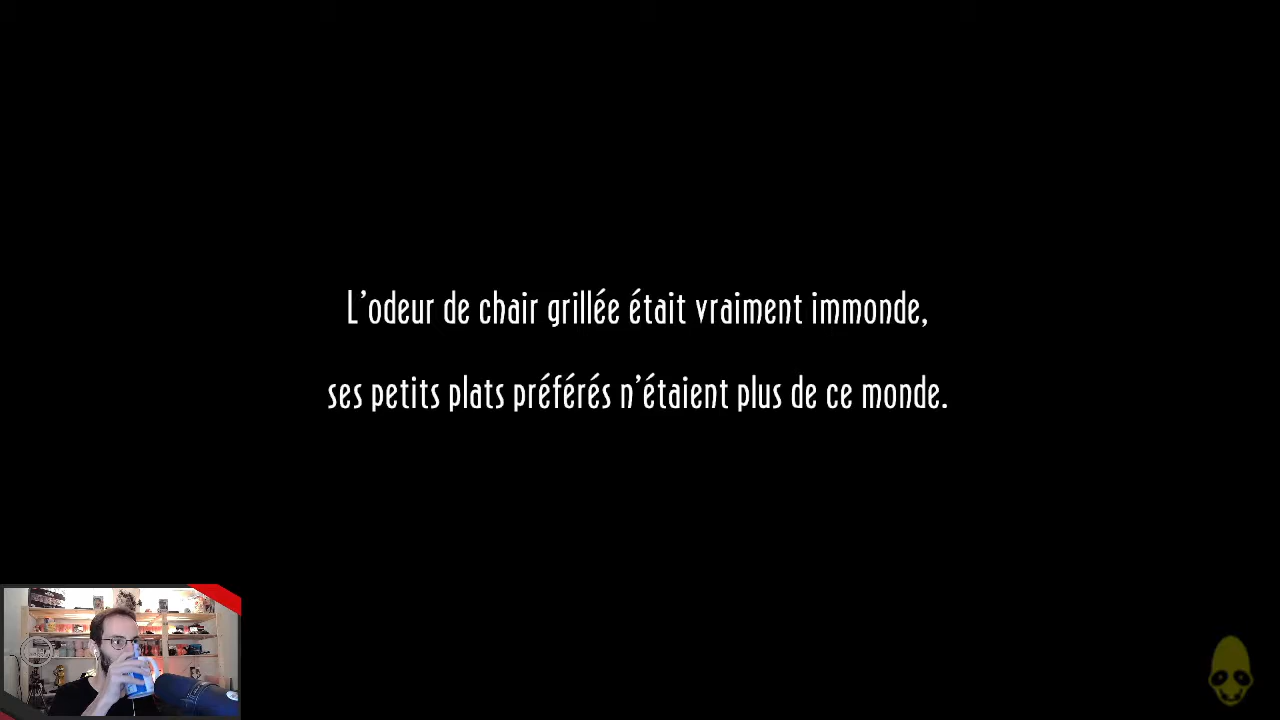 L’odeur de chair grillée était vraiment immonde,
ses petits plats préférés n’étaient plus de ce monde.